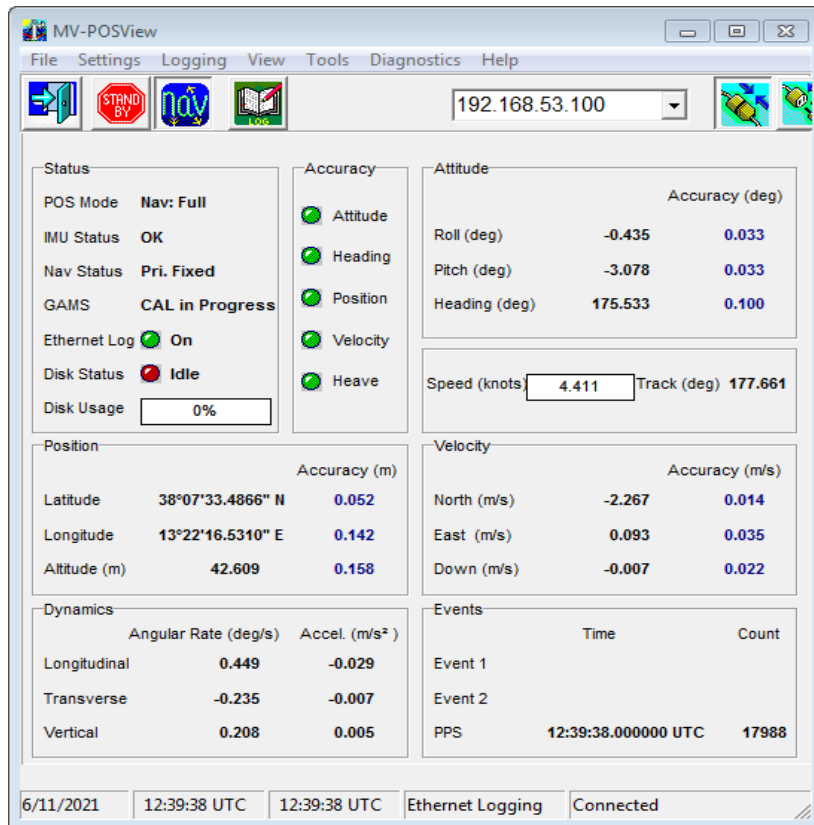 MV-POSView
File Settings Logging View Tools Diagnostics Help
STAND BY nav LOG 192.168.53.100
Status
POS Mode Nav: Full
IMU Status OK
Nav Status Pri. Fixed
GAMS CAL in Progress
Ethernet Log On
Disk Status Idle
Disk Usage 0%
Accuracy
Attitude
Heading
Position
Velocity
Heave
Attitude
Accuracy (deg)
Roll (deg) -0.435 0.033
Pitch (deg) -3.078 0.033
Heading (deg) 175.533 0.100
Speed (knots) 4.411 Track (deg) 177.661
Position
Accuracy (m)
Latitude 38°07'33.4866" N 0.052
Longitude 13°22'16.5310" E 0.142
Altitude (m) 42.609 0.158
Velocity
Accuracy (m/s)
North (m/s) -2.267 0.014
East (m/s) 0.093 0.035
Down (m/s) -0.007 0.022
Dynamics
Angular Rate (deg/s) Accel. (m/s²)
Longitudinal 0.449 -0.029
Transverse -0.235 -0.007
Vertical 0.208 0.005
Events
Time Count
Event 1
Event 2
PPS 12:39:38.000000 UTC 17988
6/11/2021 12:39:38 UTC 12:39:38 UTC Ethernet Logging Connected